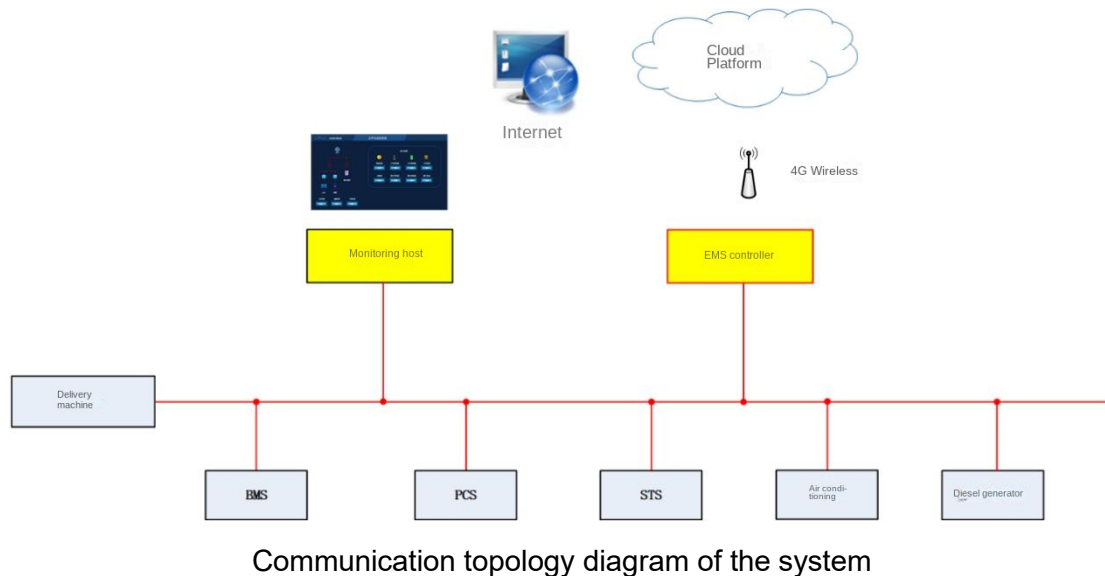 Cloud
Platform
Internet
4G Wireless
Monitoring host
EMS controller
Delivery
machine
BMS
PCS
STS
Air condi-
tioning
Diesel generator
Communication topology diagram of the system